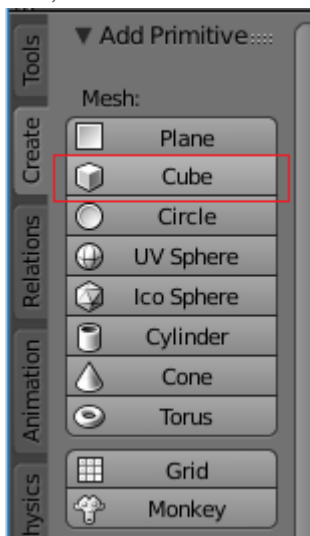 Add Primitive
Mesh:
Plane
Cube
Circle
UV Sphere
Ico Sphere
Cylinder
Cone
Torus
Grid
Monkey
Tools
Create
Relations
Animation
hysics